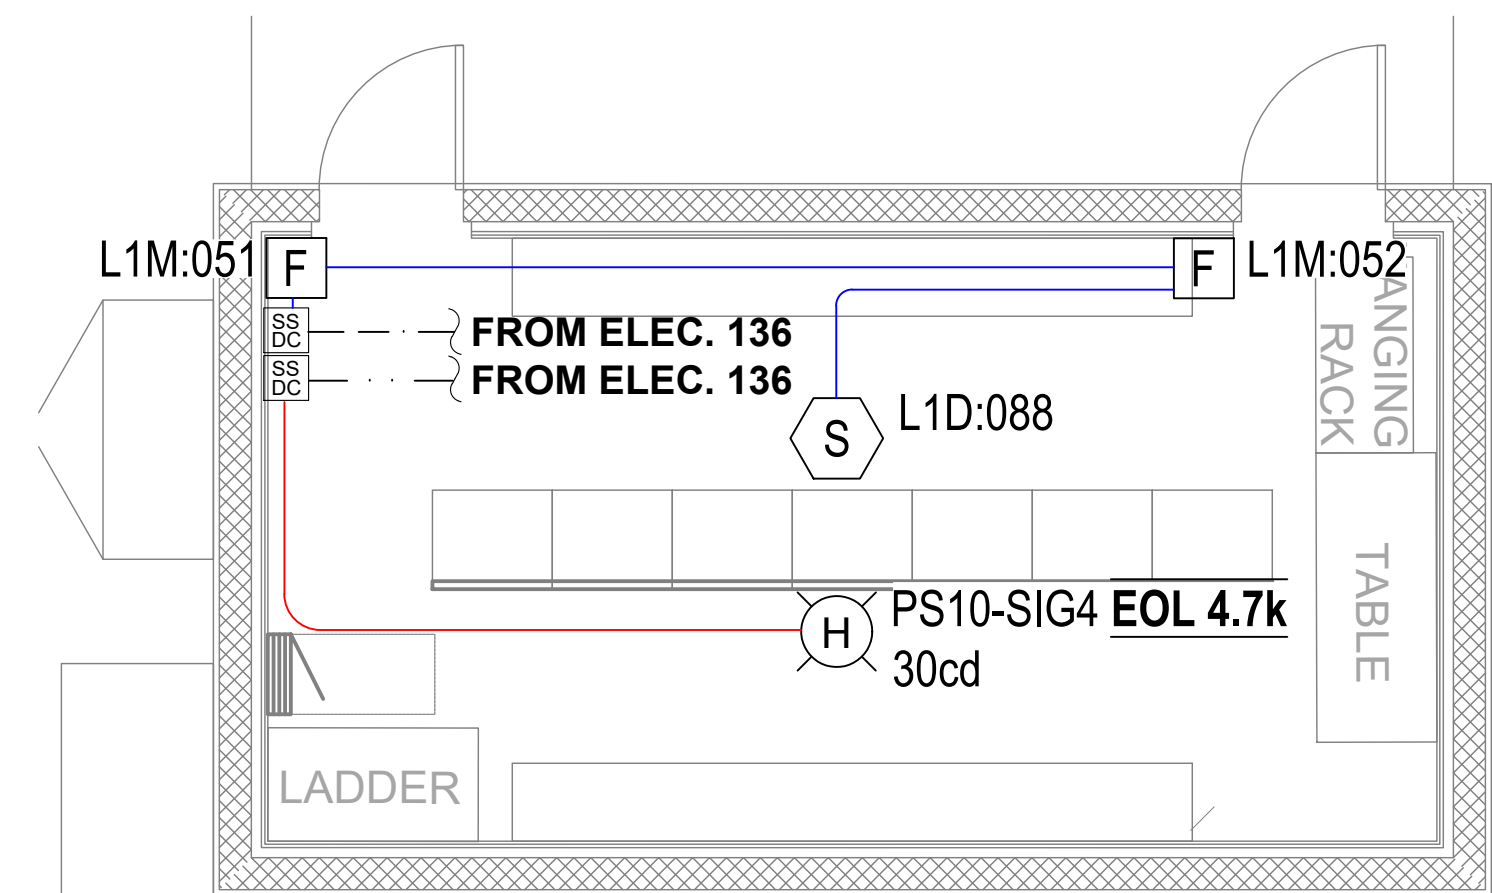 L1M:051
F
F
L1M:052
SS
DC
FROM ELEC. 136
SS
DC
FROM ELEC. 136
ANGING
RACK
S
L1D:088
H
PS10-SIG4 EOL 4.7k
30cd
TABLE
LADDER